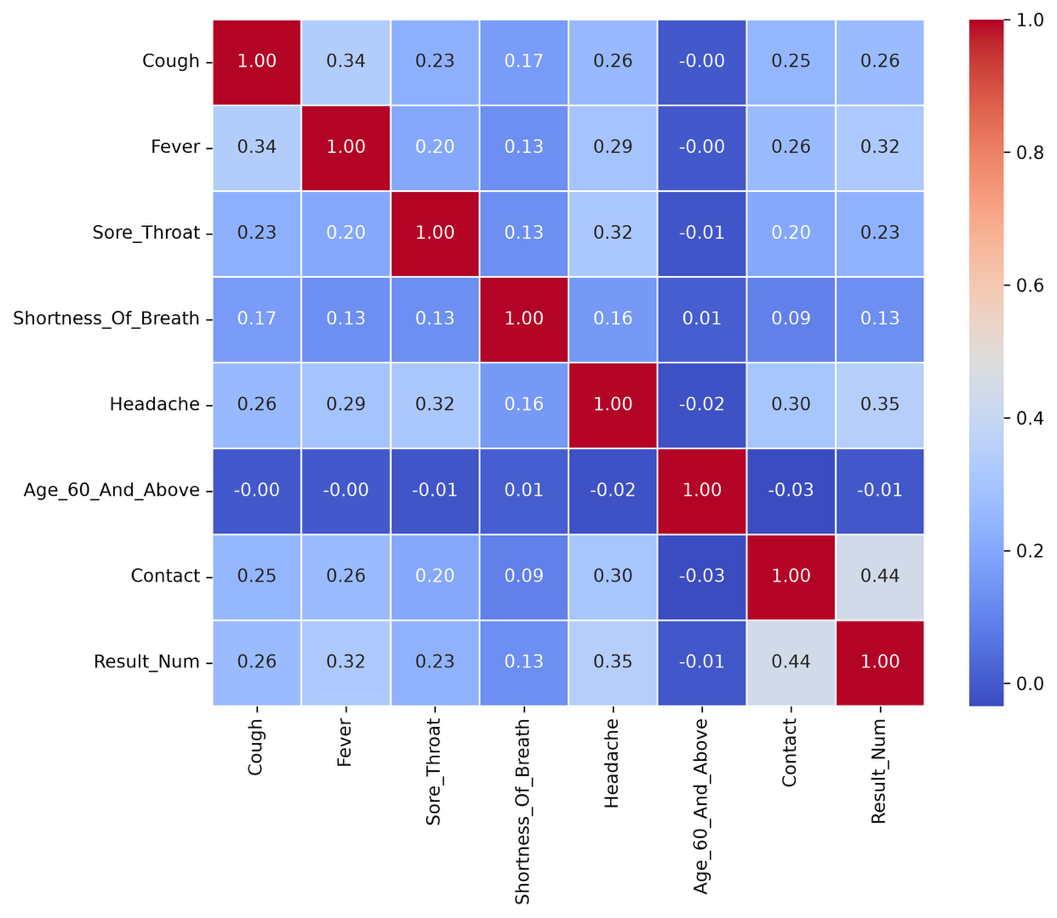 1.0
Cough 1.00 0.34 0.23 0.17 0.26 -0.00 0.25 0.26
Fever 0.34 1.00 0.20 0.13 0.29 -0.00 0.26 0.32
0.8
Sore_Throat 0.23 0.20 1.00 0.13 0.32 -0.01 0.20 0.23
0.6
Shortness_Of_Breath 0.17 0.13 0.13 1.00 0.16 0.01 0.09 0.13
Headache 0.26 0.29 0.32 0.16 1.00 -0.02 0.30 0.35
0.4
Age_60_And_Above -0.00 -0.00 -0.01 0.01 -0.02 1.00 -0.03 -0.01
0.2
Contact 0.25 0.26 0.20 0.09 0.30 -0.03 1.00 0.44
Result_Num 0.26 0.32 0.23 0.13 0.35 -0.01 0.44 1.00
0.0
Cough
Fever
Sore_Throat
Shortness_Of_Breath
Headache
Age_60_And_Above
Contact
Result_Num